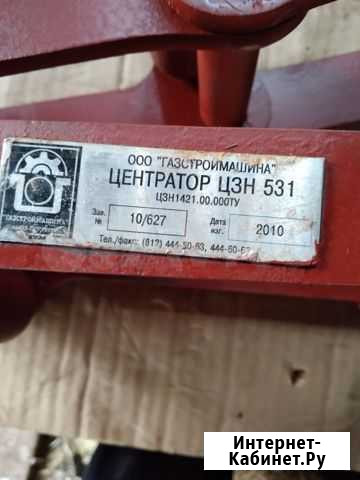 ООО "ГАЗСТРОЙМАШИНА"
ЦЕНТРАТОР ЦЗН 531
ЦЗН1421.00.000ТУ
Зав. № 10/627 Дата изг. 2010
Тел./факс: (812) 444-50-63, 444-60-6
ГАЗСТРОЙМАШИНА
Интернет-
Кабинет.Ру